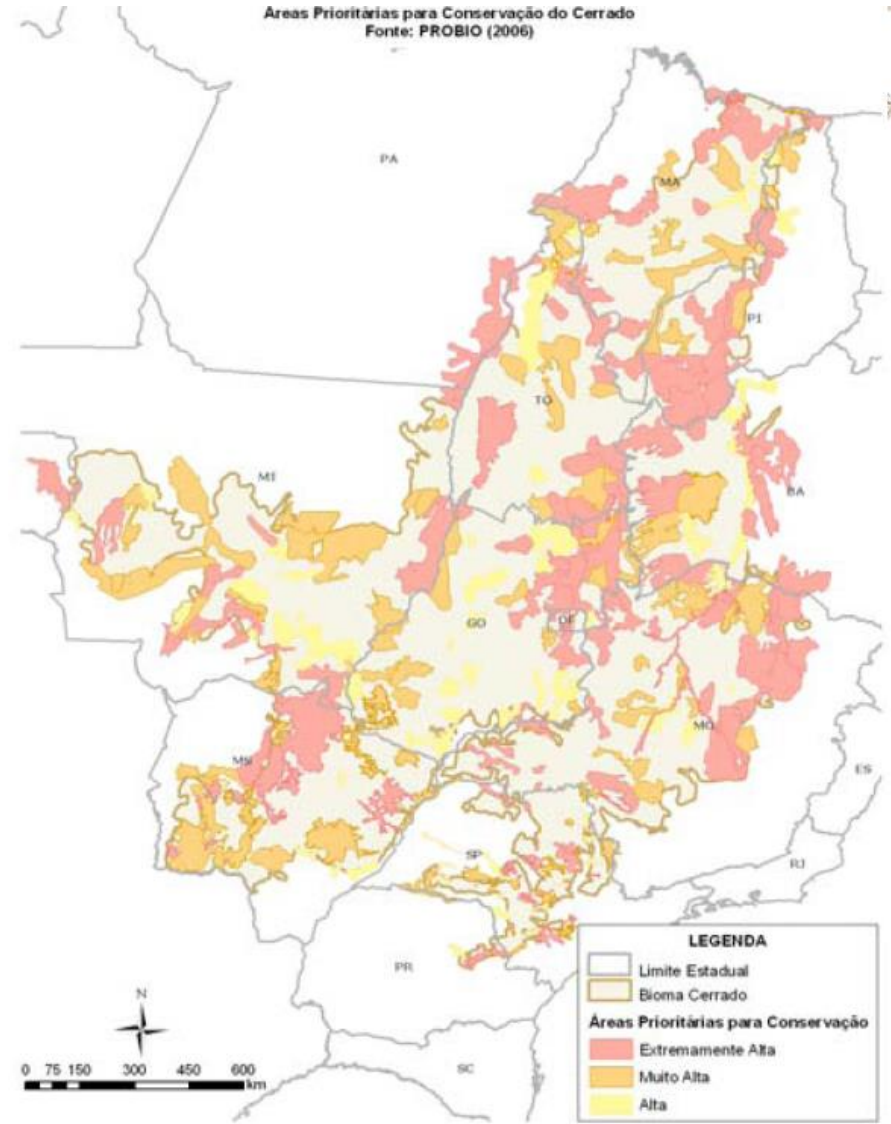 Areas Prioritárias para Conservação do Cerrado
Fonte: PROBIO (2006)
PA
MA
PI
TO
MT
BA
GO
DF
MG
MS
ES
SP
RJ
PR
SC
N
0 75 150 300 450 600
km
LEGENDA
Limite Estadual
Bioma Cerrado
Áreas Prioritárias para Conservação
Extremamente Alta
Muito Alta
Alta